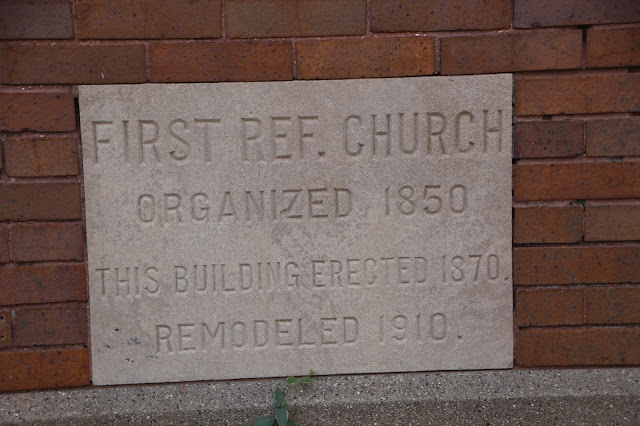 FIRST REF. CHURCH
ORGANIZED 1850
THIS BUILDING ERECTED 1870.
REMODELED 1910.